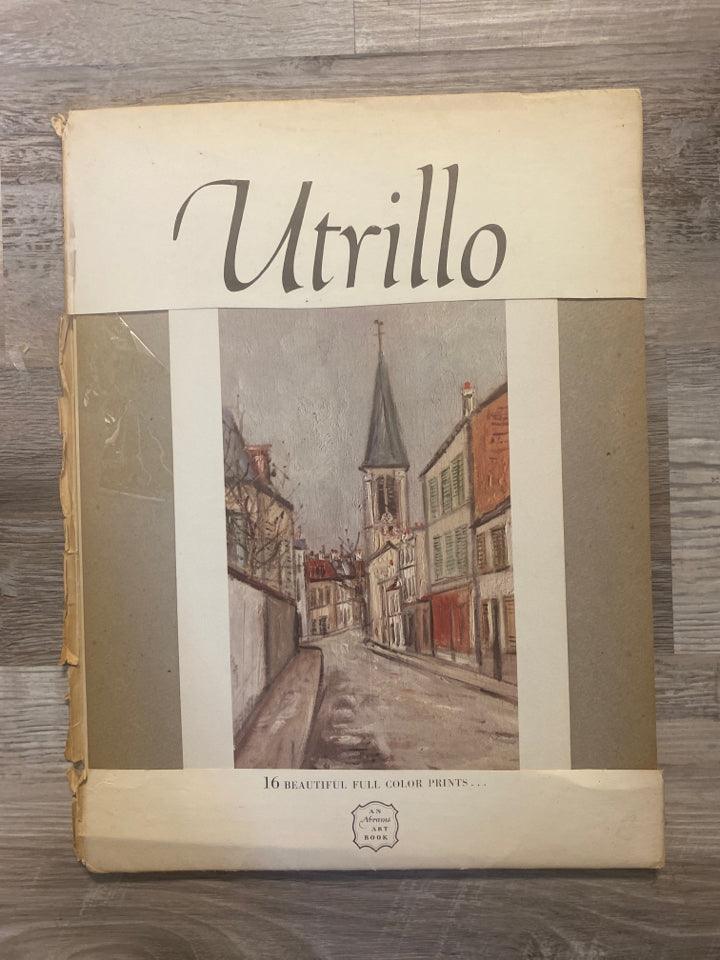 Utrillo
16 BEAUTIFUL FULL COLOR PRINTS...
AN
Abrams
ART
BOOK